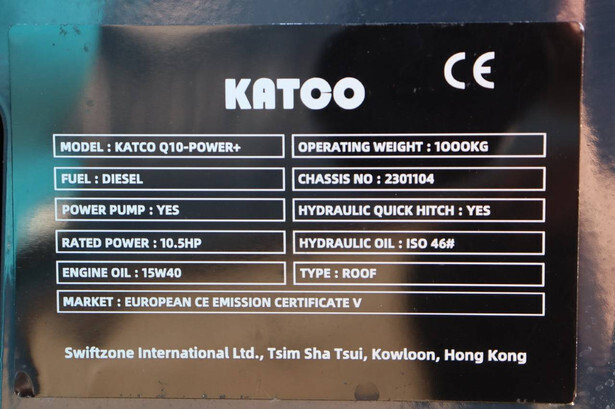 CE
KATCO
MODEL : KATCO Q10-POWER+
OPERATING WEIGHT : 1000KG
FUEL : DIESEL
CHASSIS NO : 2301104
POWER PUMP : YES
HYDRAULIC QUICK HITCH : YES
RATED POWER : 10.5HP
HYDRAULIC OIL : ISO 46#
ENGINE OIL : 15W40
TYPE : ROOF
MARKET : EUROPEAN CE EMISSION CERTIFICATE V
Swiftzone International Ltd., Tsim Sha Tsui, Kowloon, Hong Kong